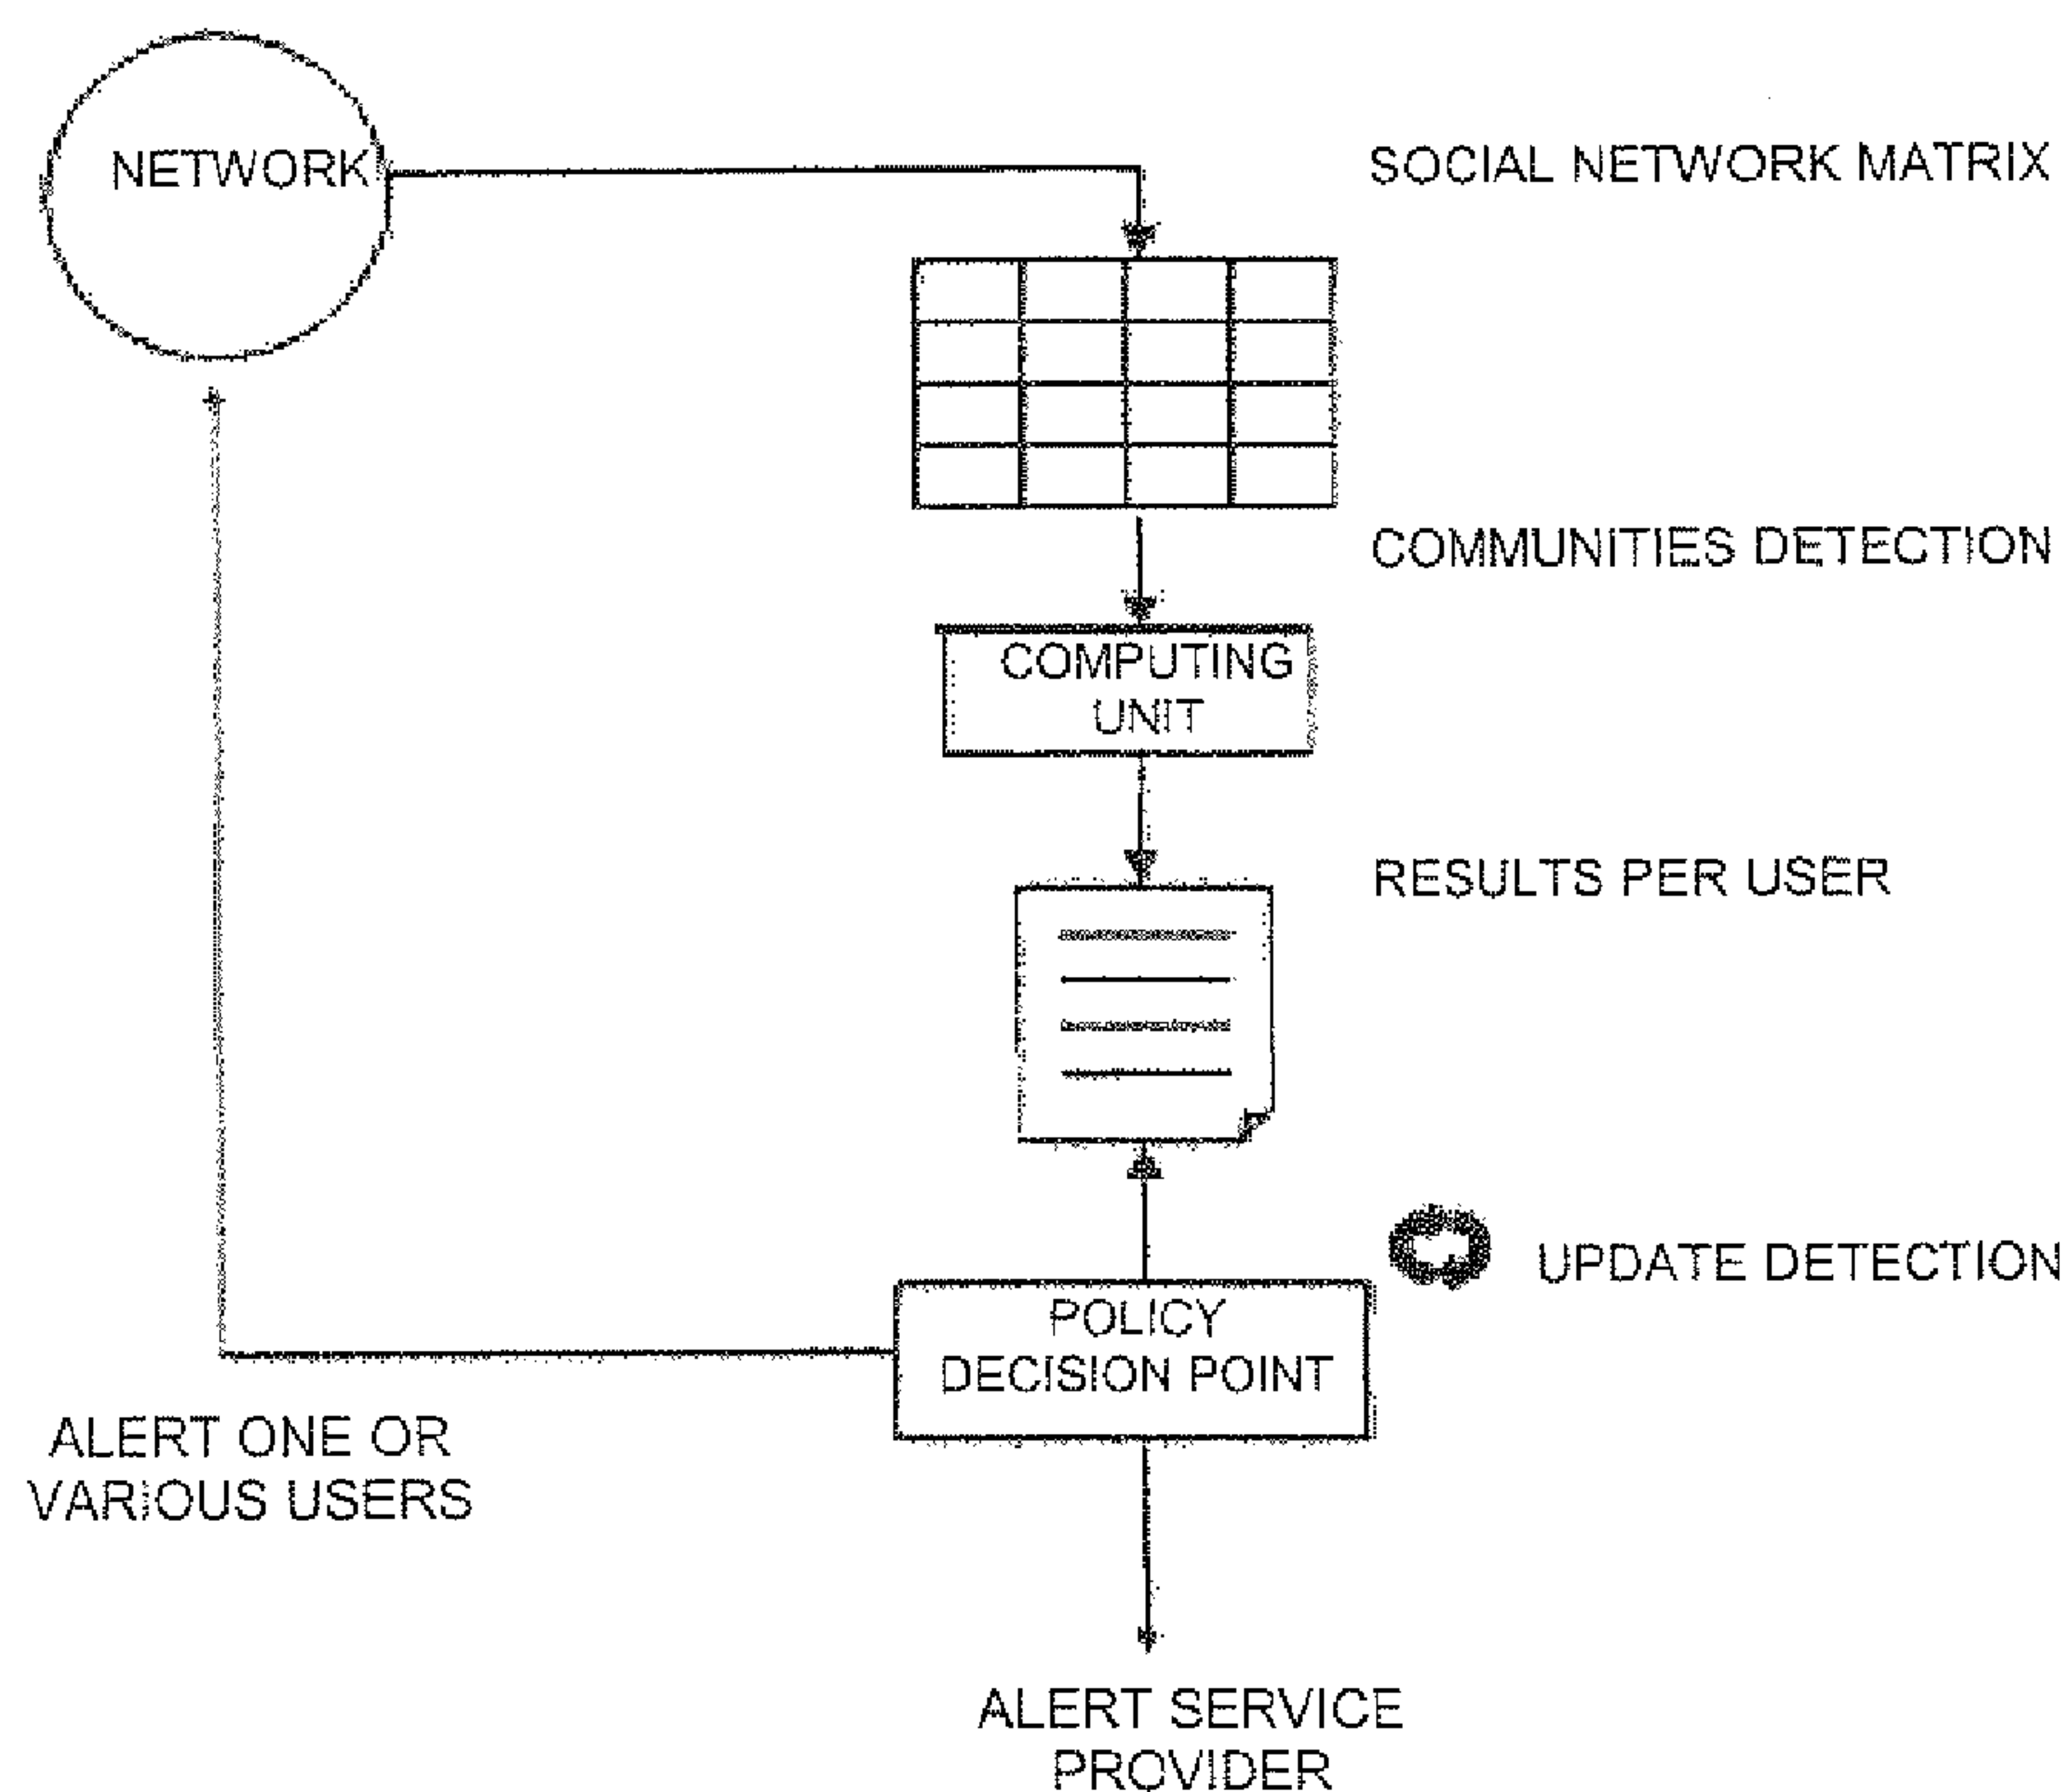 NETWORK
SOCIAL NETWORK MATRIX
COMMUNITIES DETECTION
COMPUTING
UNIT
RESULTS PER USER
UPDATE DETECTION
POLICY
DECISION POINT
ALERT ONE OR
VARIOUS USERS
ALERT SERVICE
PROVIDER